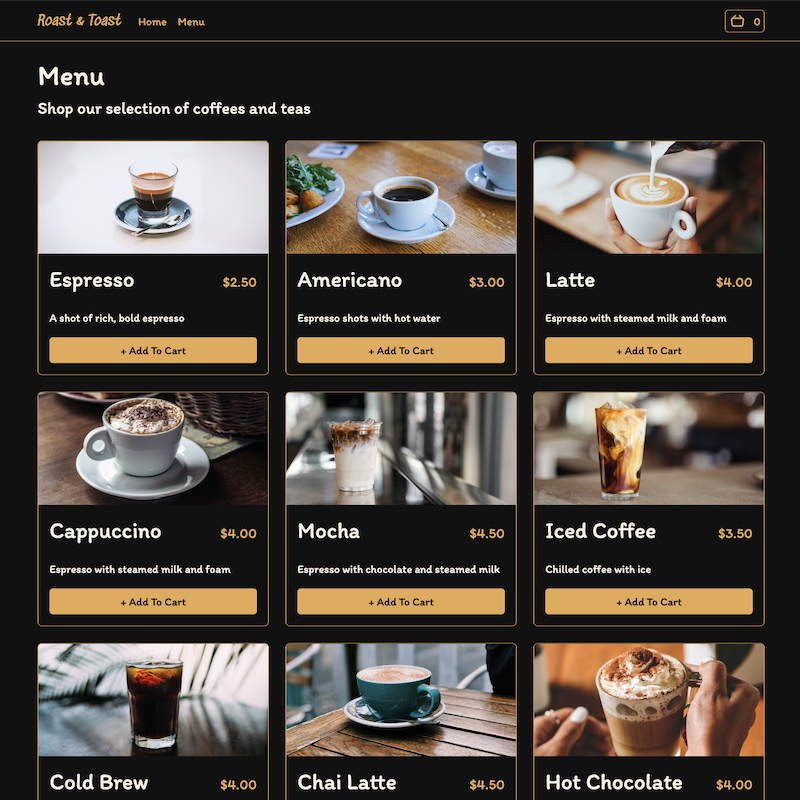 Roast & Toast Home Menu 0
Menu
Shop our selection of coffees and teas
Espresso $2.50
A shot of rich, bold espresso
+ Add To Cart
Americano $3.00
Espresso shots with hot water
+ Add To Cart
Latte $4.00
Espresso with steamed milk and foam
+ Add To Cart
Cappuccino $4.00
Espresso with steamed milk and foam
+ Add To Cart
Mocha $4.50
Espresso with chocolate and steamed milk
+ Add To Cart
Iced Coffee $3.50
Chilled coffee with ice
+ Add To Cart
Cold Brew $4.00
Chai Latte $4.50
Hot Chocolate $4.00